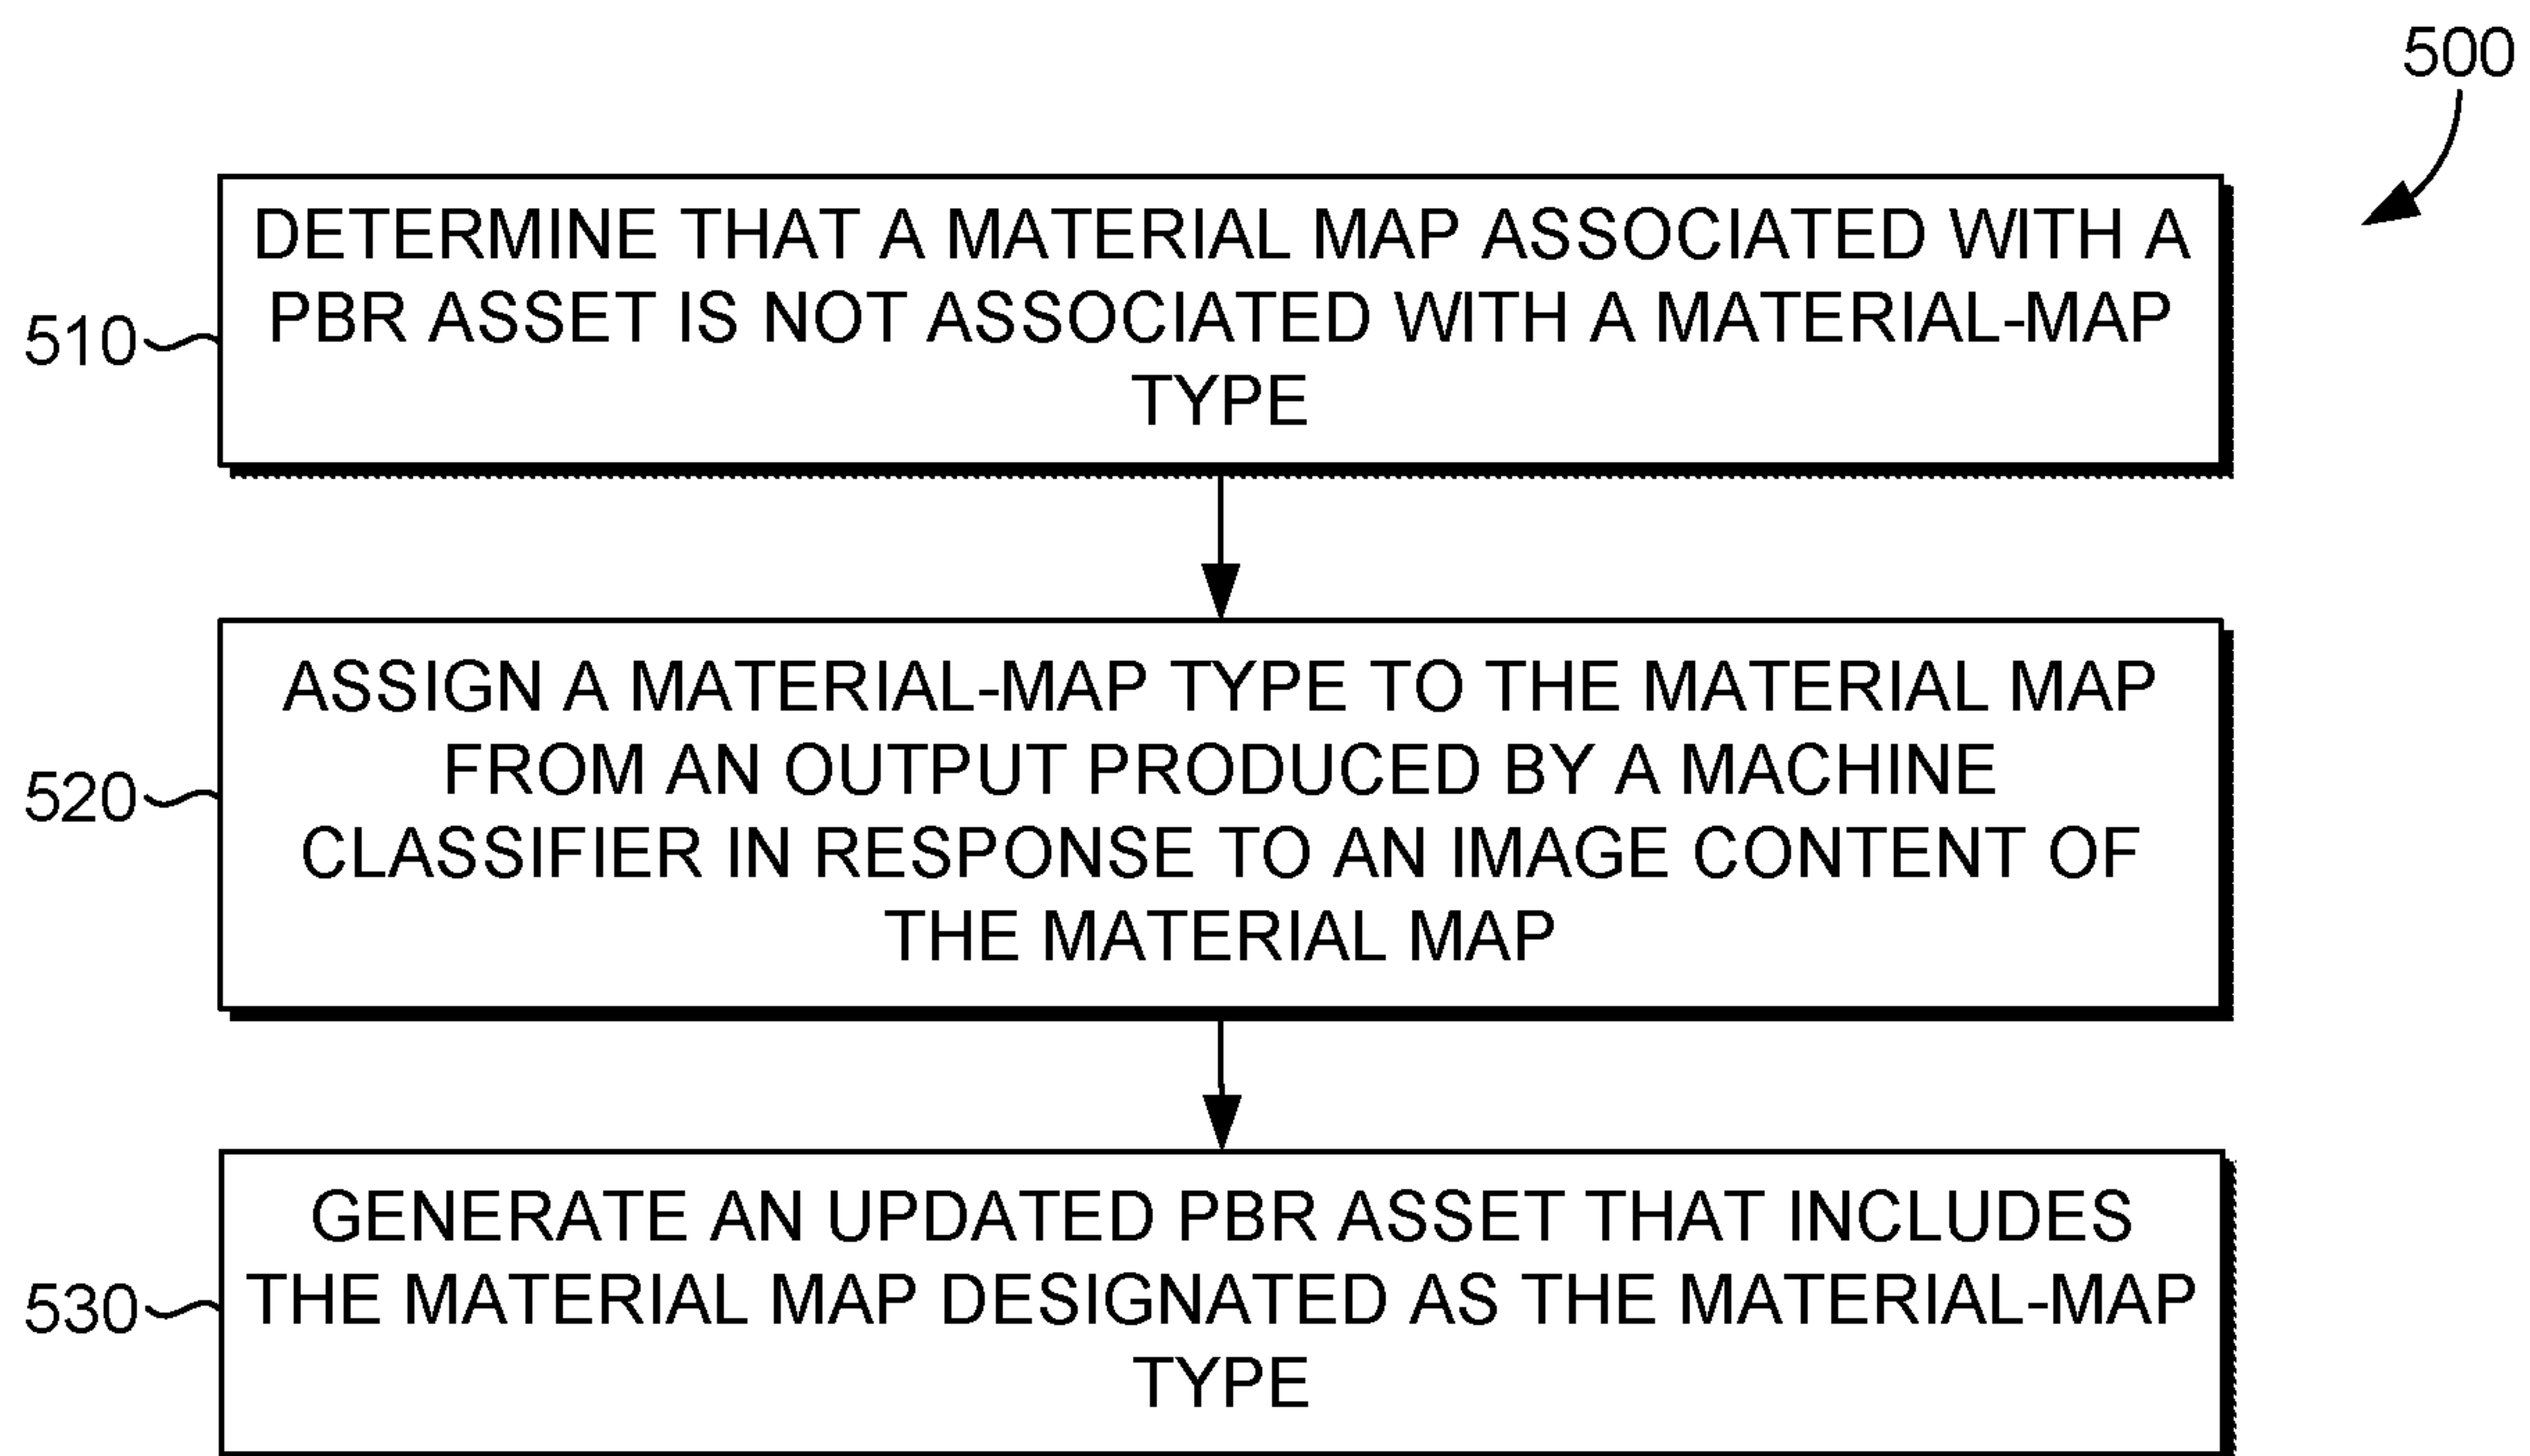 500
DETERMINE THAT A MATERIAL MAP ASSOCIATED WITH A
PBR ASSET IS NOT ASSOCIATED WITH A MATERIAL-MAP
TYPE
510
ASSIGN A MATERIAL-MAP TYPE TO THE MATERIAL MAP
FROM AN OUTPUT PRODUCED BY A MACHINE
CLASSIFIER IN RESPONSE TO AN IMAGE CONTENT OF
THE MATERIAL MAP
520
GENERATE AN UPDATED PBR ASSET THAT INCLUDES
THE MATERIAL MAP DESIGNATED AS THE MATERIAL-MAP
TYPE
530